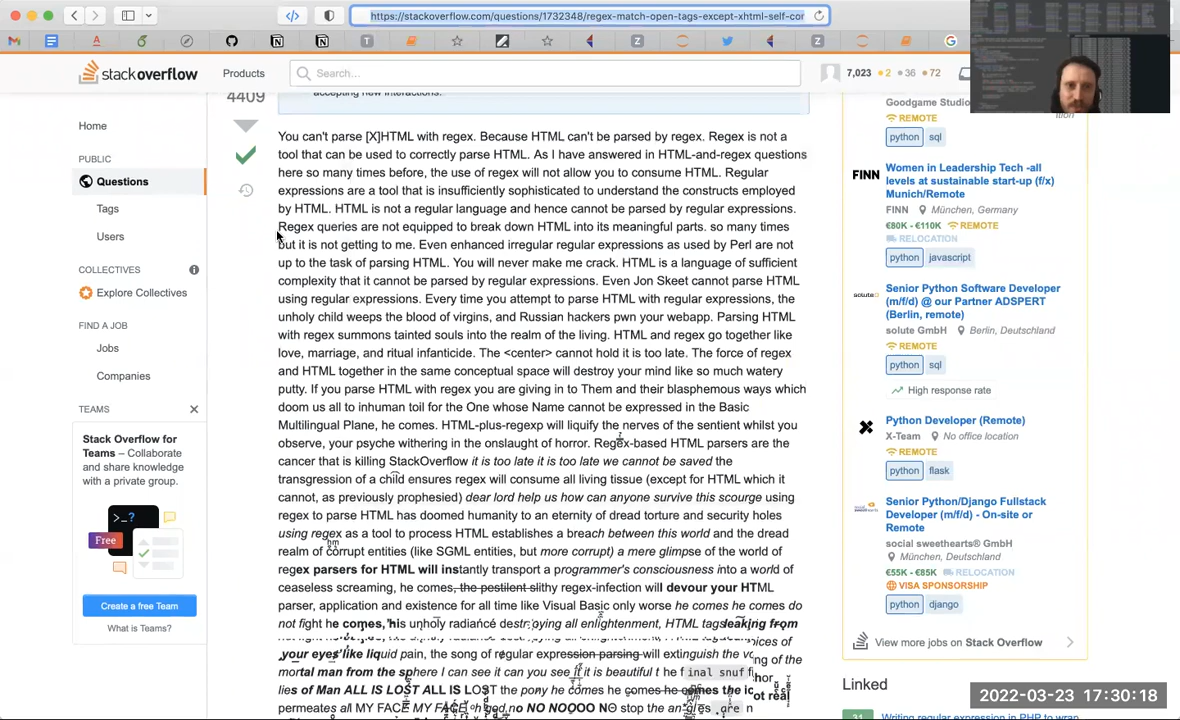 https://stackoverflow.com/questions/1732348/regex-match-open-tags-except-xhtml-self-cor
stackoverflow
Products
Search...
7,023 2 36 72
4409
accepting new interactions.
Home
PUBLIC
Questions
Tags
Users
COLLECTIVES
Explore Collectives
FIND A JOB
Jobs
Companies
TEAMS
Stack Overflow for
Teams – Collaborate
and share knowledge
with a private group.
>_?
Free
Create a free Team
What is Teams?
You can't parse [X]HTML with regex. Because HTML can't be parsed by regex. Regex is not a
tool that can be used to correctly parse HTML. As I have answered in HTML-and-regex questions
here so many times before, the use of regex will not allow you to consume HTML. Regular
expressions are a tool that is insufficiently sophisticated to understand the constructs employed
by HTML. HTML is not a regular language and hence cannot be parsed by regular expressions.
Regex queries are not equipped to break down HTML into its meaningful parts. so many times
but it is not getting to me. Even enhanced irregular regular expressions as used by Perl are not
up to the task of parsing HTML. You will never make me crack. HTML is a language of sufficient
complexity that it cannot be parsed by regular expressions. Even Jon Skeet cannot parse HTML
using regular expressions. Every time you attempt to parse HTML with regular expressions, the
unholy child weeps the blood of virgins, and Russian hackers pwn your webapp. Parsing HTML
with regex summons tainted souls into the realm of the living. HTML and regex go together like
love, marriage, and ritual infanticide. The <center> cannot hold it is too late. The force of regex
and HTML together in the same conceptual space will destroy your mind like so much watery
putty. If you parse HTML with regex you are giving in to Them and their blasphemous ways which
doom us all to inhuman toil for the One whose Name cannot be expressed in the Basic
Multilingual Plane, he comes. HTML-plus-regexp will liquify the nerves of the sentient whilst you
observe, your psyche withering in the onslaught of horror. Regex-based HTML parsers are the
cancer that is killing StackOverflow it is too late it is too late we cannot be saved the
transgression of a child ensures regex will consume all living tissue (except for HTML which it
cannot, as previously prophesied) dear lord help us how can anyone survive this scourge using
regex to parse HTML has doomed humanity to an eternity of dread torture and security holes
using regex as a tool to process HTML establishes a breach between this world and the dread
realm of corrupt entities (like SGML entities, but more corrupt) a mere glimpse of the world of
regex parsers for HTML will instantly transport a programmer's consciousness into a world of
ceaseless screaming, he comes, the pestilent slithy regex-infection will devour your HTML
parser, application and existence for all time like Visual Basic only worse he comes he comes do
not fight he comes, his unholy radiancé destroying all enlightenment, HTML tags leaking from
your eyes like liquid pain, the song of regular expression parsing will extinguish the
mortal man from the sphere I can see it can you see it it is beautiful t he f inal snuf
lies of Man ALL IS LOST ALL IS LOST the pony he comes he comes he comes the
permeates all MY FACE MY FACE god no NO NOOO NΘ stop the
Goodgame Studio
REMOTE
python sql
FINN
Women in Leadership Tech -all
levels at sustainable start-up (f/x)
Munich/Remote
FINN München, Germany
€80K - €110K REMOTE
RELOCATION
python javascript
solute
Senior Python Software Developer
(m/f/d) @ our Partner ADSPERT
(Berlin, remote)
solute GmbH Berlin, Deutschland
REMOTE
python sql
High response rate
Python Developer (Remote)
X-Team No office location
REMOTE
python flask
Senior Python/Django Fullstack
Developer (m/f/d) - On-site or
Remote
social sweethearts® GmbH
München, Deutschland
€55K - €85K RELOCATION
VISA SPONSORSHIP
python django
View more jobs on Stack Overflow
Linked
Writing regular expression in PHP to wrap
2022-03-23 17:30:18